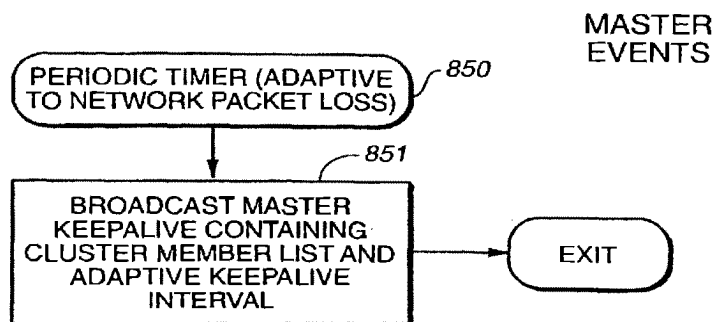 MASTER
EVENTS
PERIODIC TIMER (ADAPTIVE
TO NETWORK PACKET LOSS)
850
851
BROADCAST MASTER
KEEPALIVE CONTAINING
CLUSTER MEMBER LIST AND
ADAPTIVE KEEPALIVE
INTERVAL
EXIT